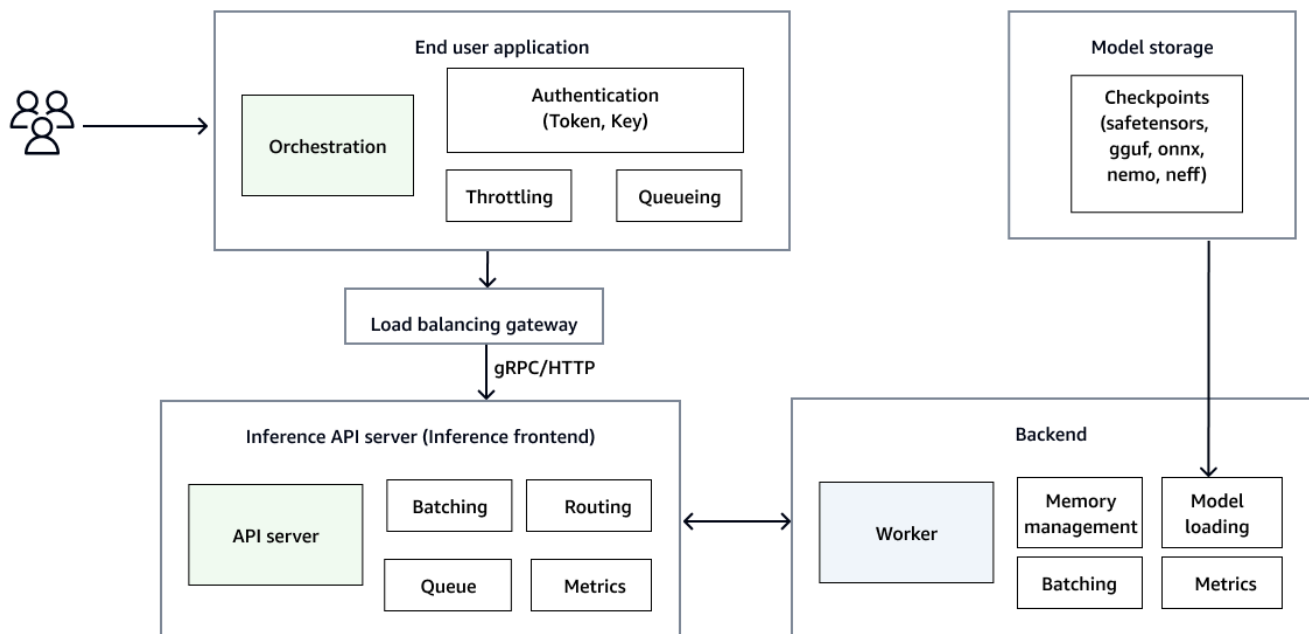 End user application
Orchestration
Authentication
(Token, Key)
Throttling
Queueing
Model storage
Checkpoints
(safetensors,
gguf, onnx,
nemo, neff)
Load balancing gateway
gRPC/HTTP
Inference API server (Inference frontend)
API server
Batching
Routing
Queue
Metrics
Backend
Worker
Memory
management
Model
loading
Batching
Metrics